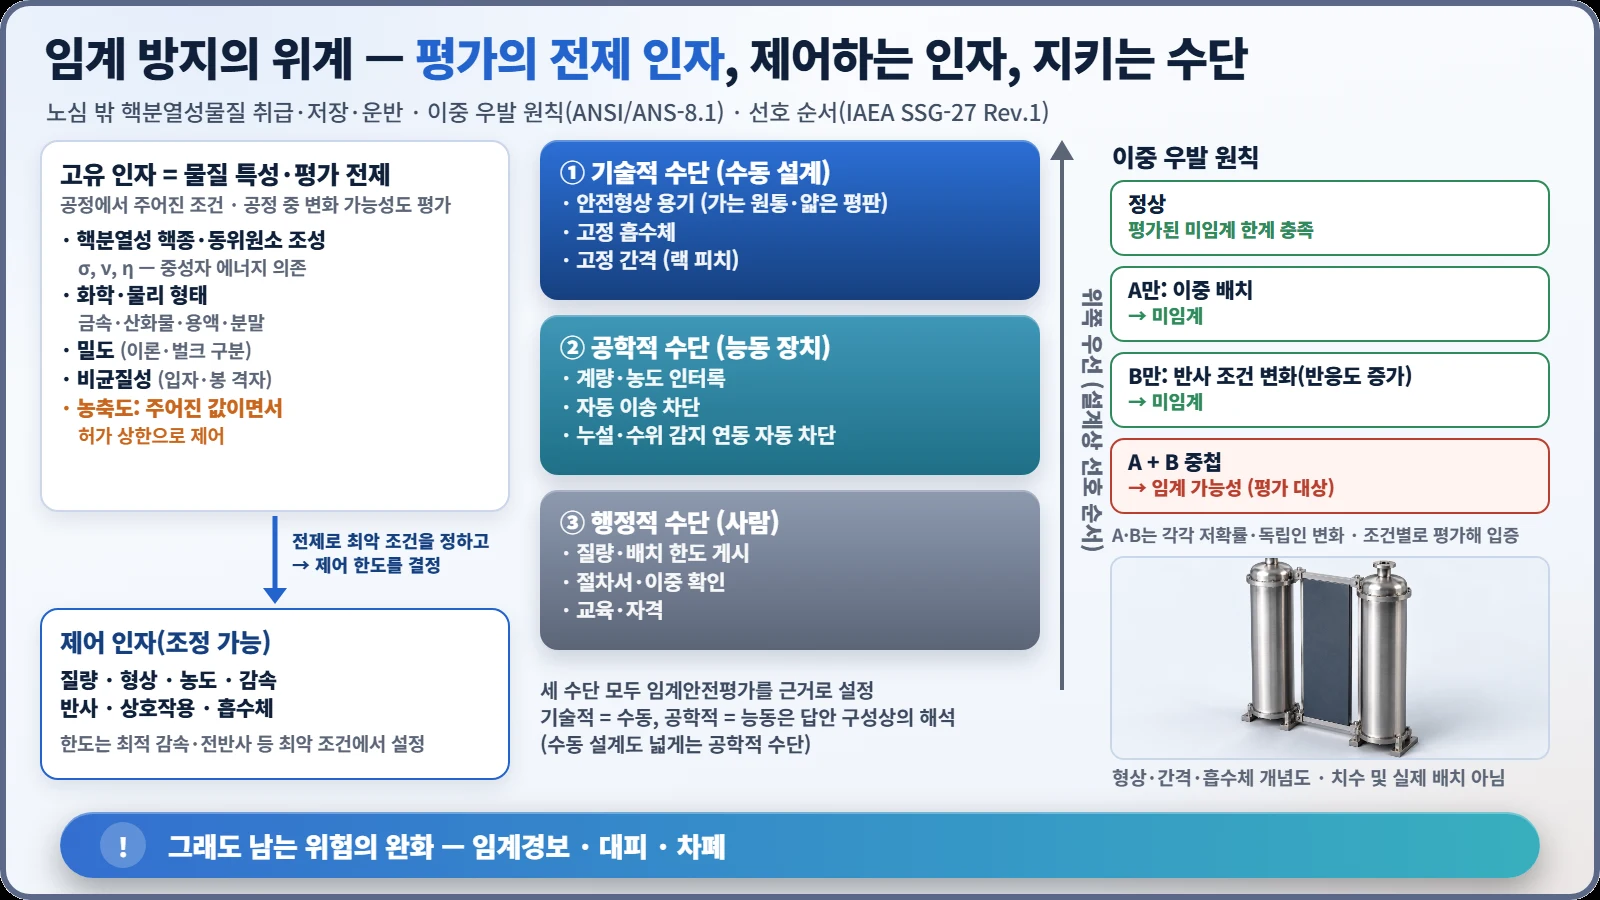 임계 방지의 위계 — 평가의 전제 인자, 제어하는 인자, 지키는 수단
노심 밖 핵분열성물질 취급·저장·운반 · 이중 우발 원칙(ANSI/ANS-8.1) · 선호 순서(IAEA SSG-27 Rev.1)
고유 인자 = 물질 특성·평가 전제
공정에서 주어진 조건 · 공정 중 변화 가능성도 평가
· 핵분열성 핵종·동위원소 조성
σ, ν, η — 중성자 에너지 의존
· 화학·물리 형태
금속·산화물·용액·분말
· 밀도 (이론·벌크 구분)
· 비균질성 (입자·봉 격자)
· 농축도: 주어진 값이면서
허가 상한으로 제어
전제로 최악 조건을 정하고
→ 제어 한도를 결정
제어 인자(조정 가능)
질량 · 형상 · 농도 · 감속
반사 · 상호작용 · 흡수체
한도는 최적 감속·전반사 등 최악 조건에서 설정
① 기술적 수단 (수동 설계)
· 안전형상 용기 (가는 원통·얇은 평판)
· 고정 흡수체
· 고정 간격 (랙 피치)
② 공학적 수단 (능동 장치)
· 계량·농도 인터록
· 자동 이송 차단
· 누설·수위 감지 연동 자동 차단
③ 행정적 수단 (사람)
· 질량·배치 한도 게시
· 절차서·이중 확인
· 교육·자격
세 수단 모두 임계안전평가를 근거로 설정
기술적 = 수동, 공학적 = 능동은 답안 구성상의 해석
(수동 설계도 넓게는 공학적 수단)
위쪽 우선 (설계상 선호 순서)
이중 우발 원칙
정상
평가된 미임계 한계 충족
A만: 이중 배치
→ 미임계
B만: 반사 조건 변화(반응도 증가)
→ 미임계
A + B 중첩
→ 임계 가능성 (평가 대상)
A·B는 각각 저확률·독립인 변화 · 조건별로 평가해 입증
형상·간격·흡수체 개념도 · 치수 및 실제 배치 아님
! 그래도 남는 위험의 완화 — 임계경보 · 대피 · 차폐